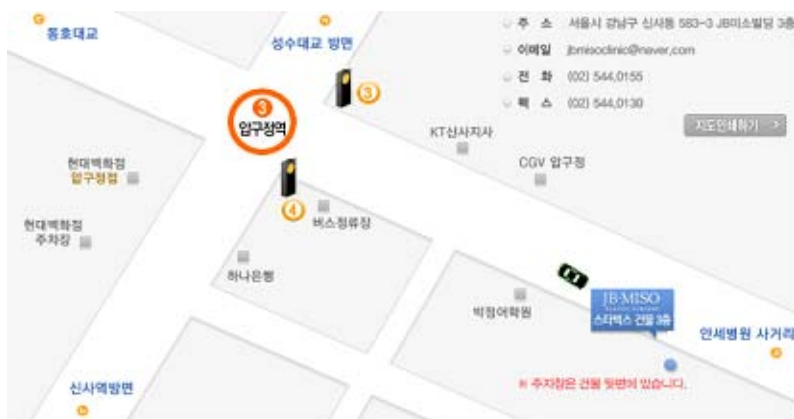 동호대교
성수대교 방면
주 소 서울시 강남구 신사동 583-3 JB미소빌딩 3층
이메일 jbmisoclinic@naver.com
전 화 (02) 544.0155
팩 스 (02) 544.0130
지도인쇄하기 >
3
압구정역
3
KT신사지사
CGV 압구정
현대백화점
압구정점
4
버스정류장
현대백화점
주차장
하나은행
박정어학원
JB·MISO
스타벅스 건물 3층
안세병원 사거리
신사역방면
※ 주차장은 건물 뒷편에 있습니다.